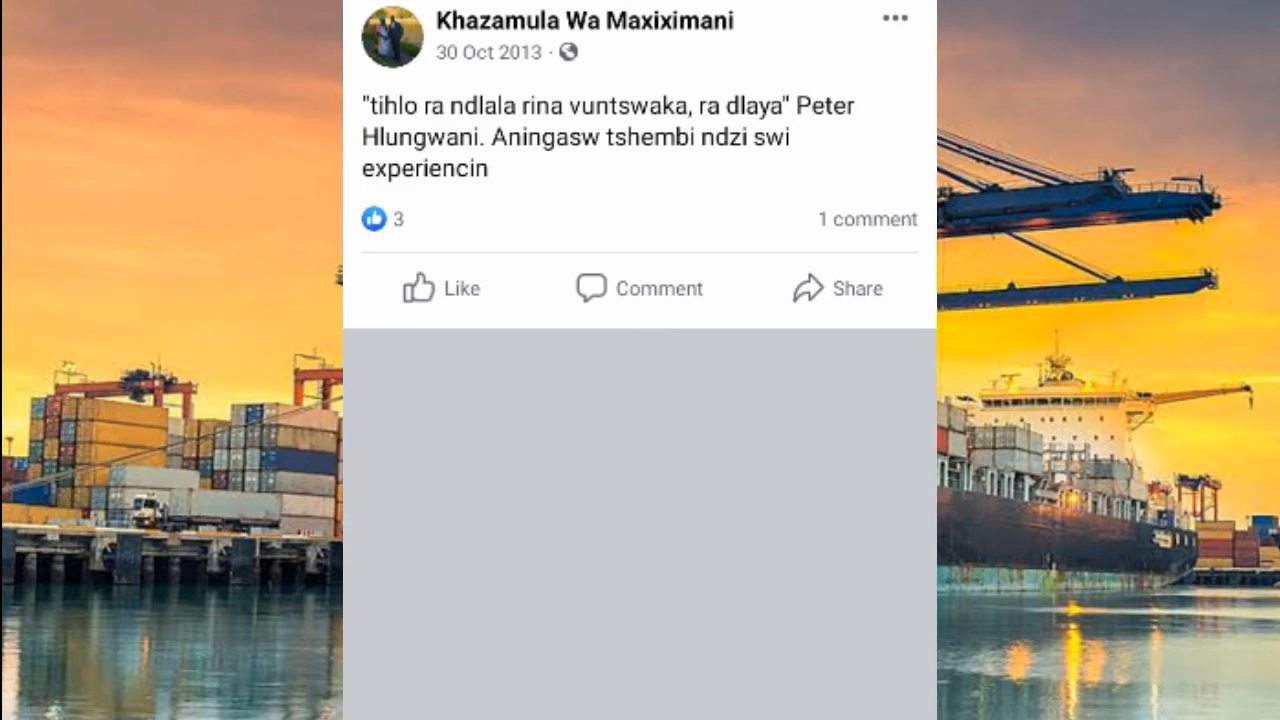 Khazamula Wa Maxiximani
30 Oct 2013 ·
"tihlo ra ndlala rina vuntswaka, ra dlaya" Peter
Hlungwani. Aningasw tshembi ndzi swi
experiencin
3
1 comment
Like
Comment
Share